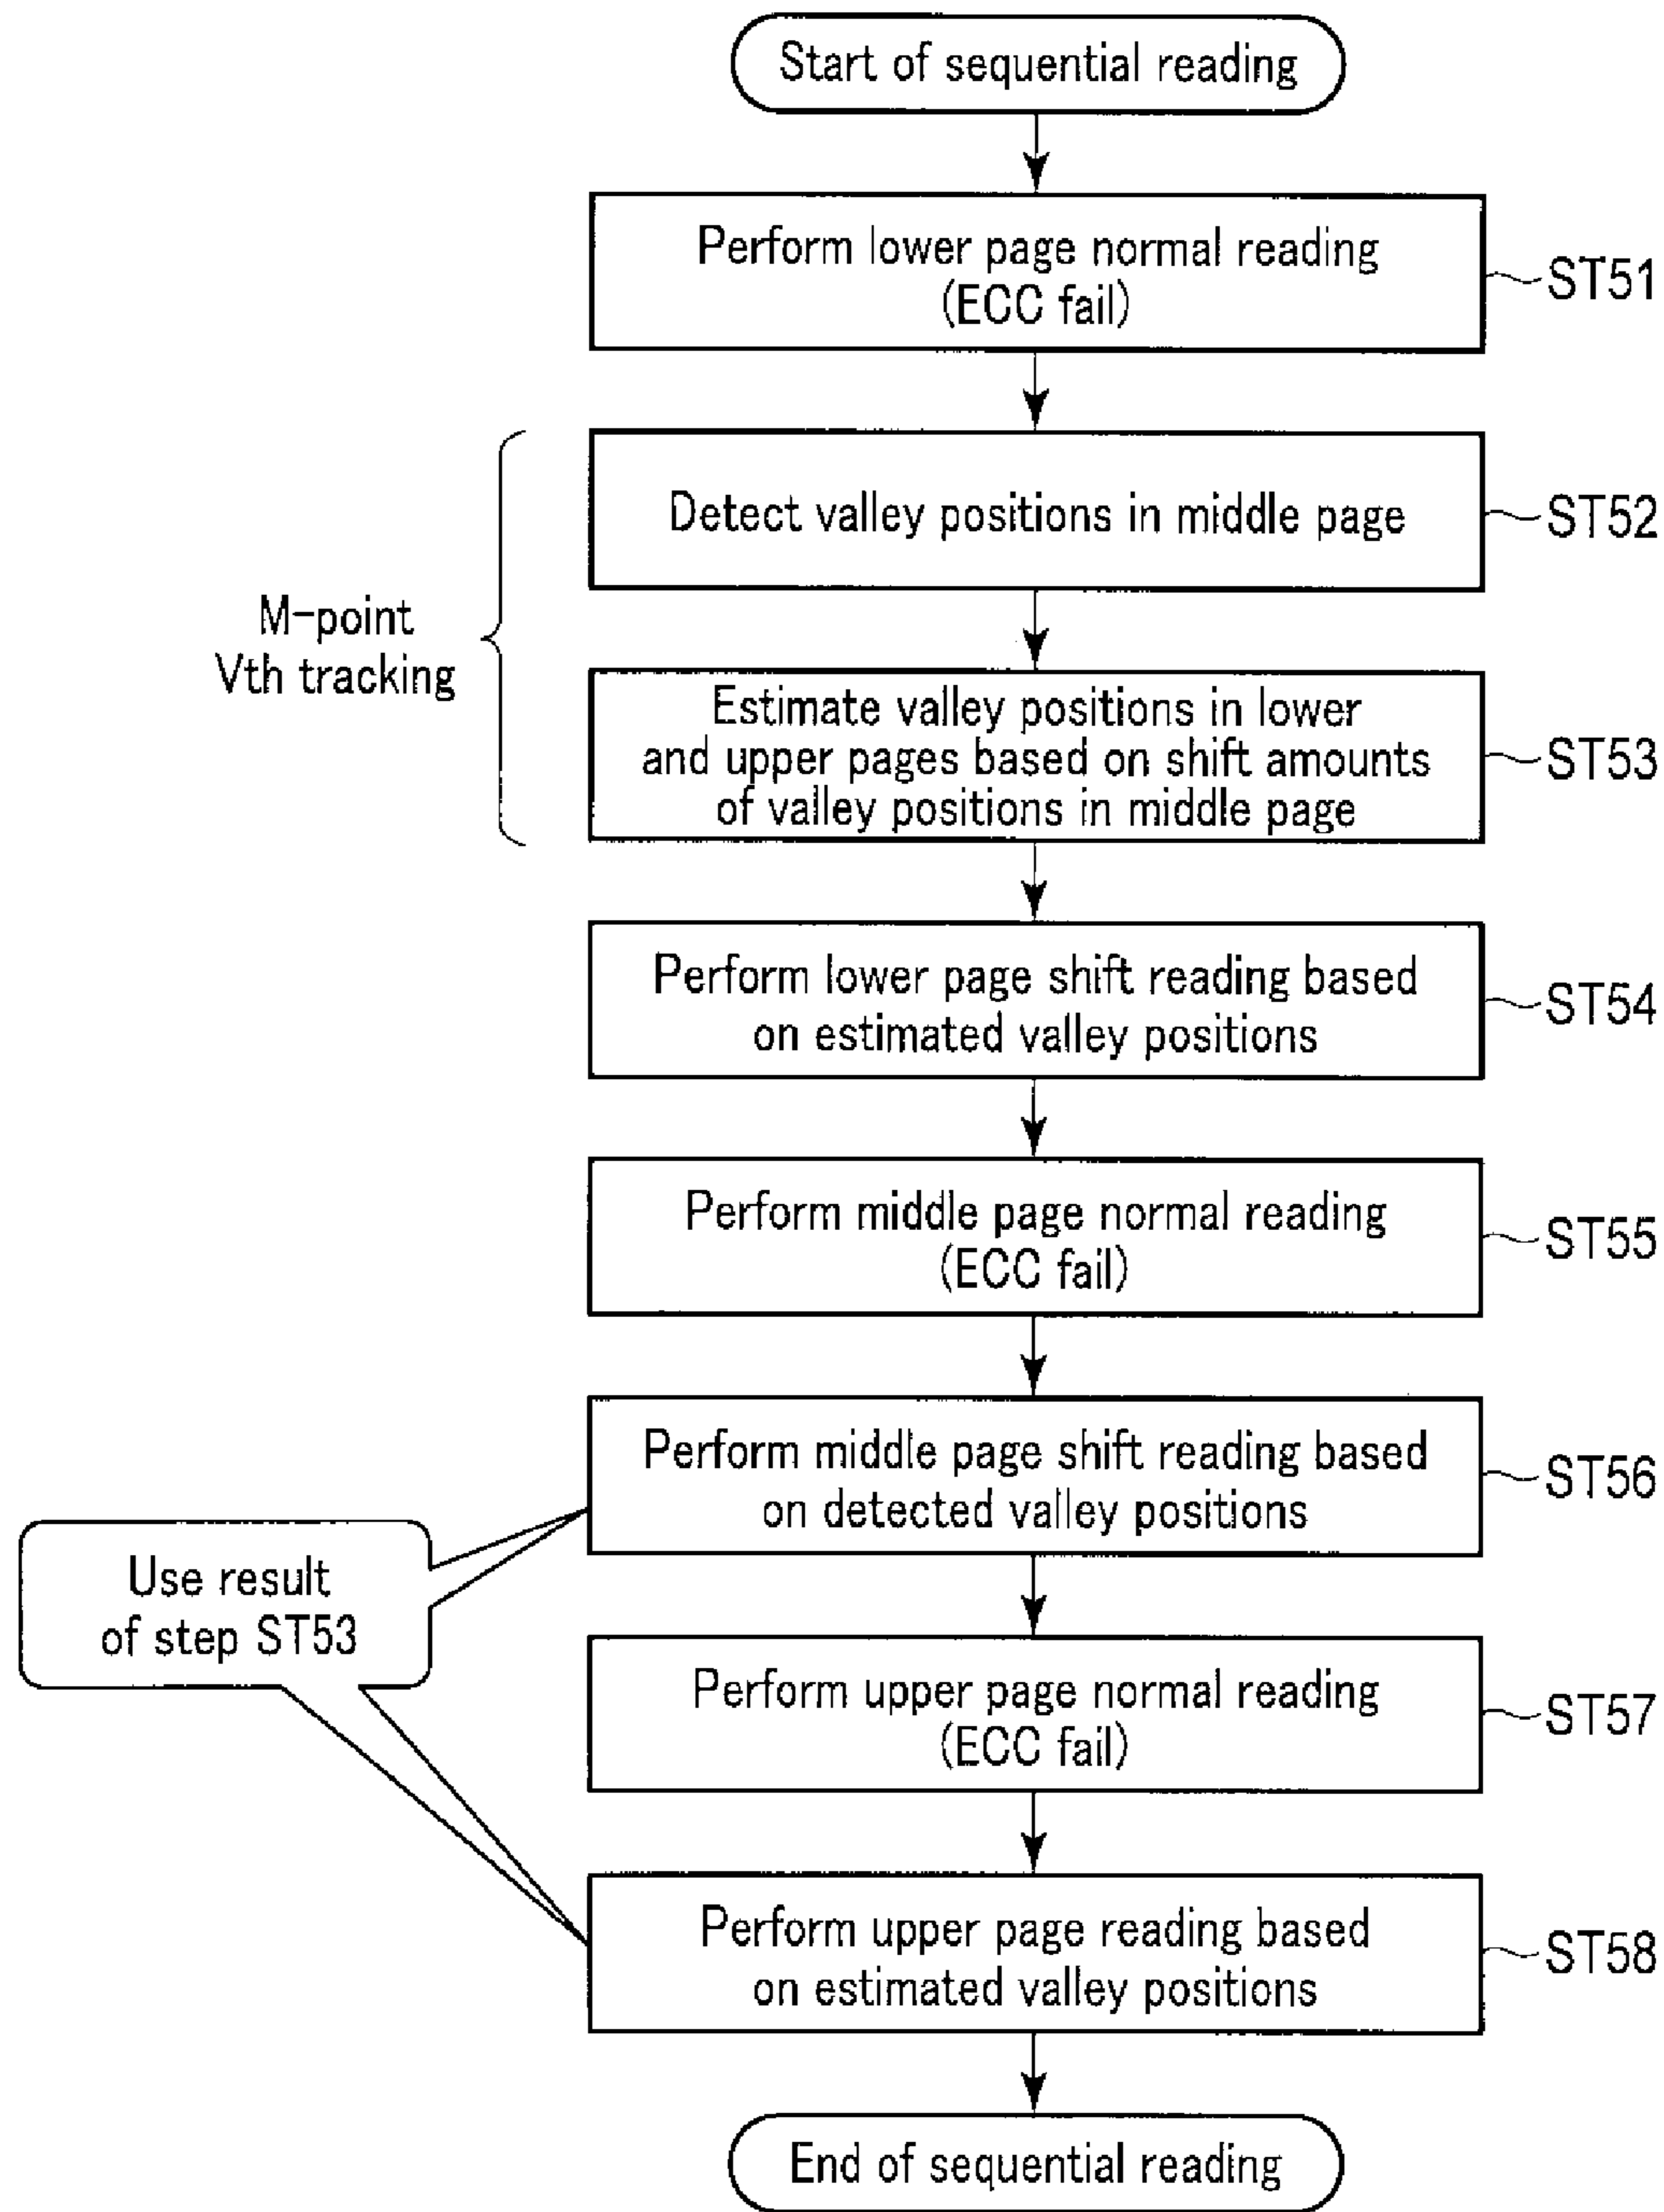 Start of sequential reading
Perform lower page normal reading
(ECC fail)
ST51
Detect valley positions in middle page
ST52
M-point
Vth tracking
Estimate valley positions in lower
and upper pages based on shift amounts
of valley positions in middle page
ST53
Perform lower page shift reading based
on estimated valley positions
ST54
Perform middle page normal reading
(ECC fail)
ST55
Perform middle page shift reading based
on detected valley positions
ST56
Use result
of step ST53
Perform upper page normal reading
(ECC fail)
ST57
Perform upper page reading based
on estimated valley positions
ST58
End of sequential reading